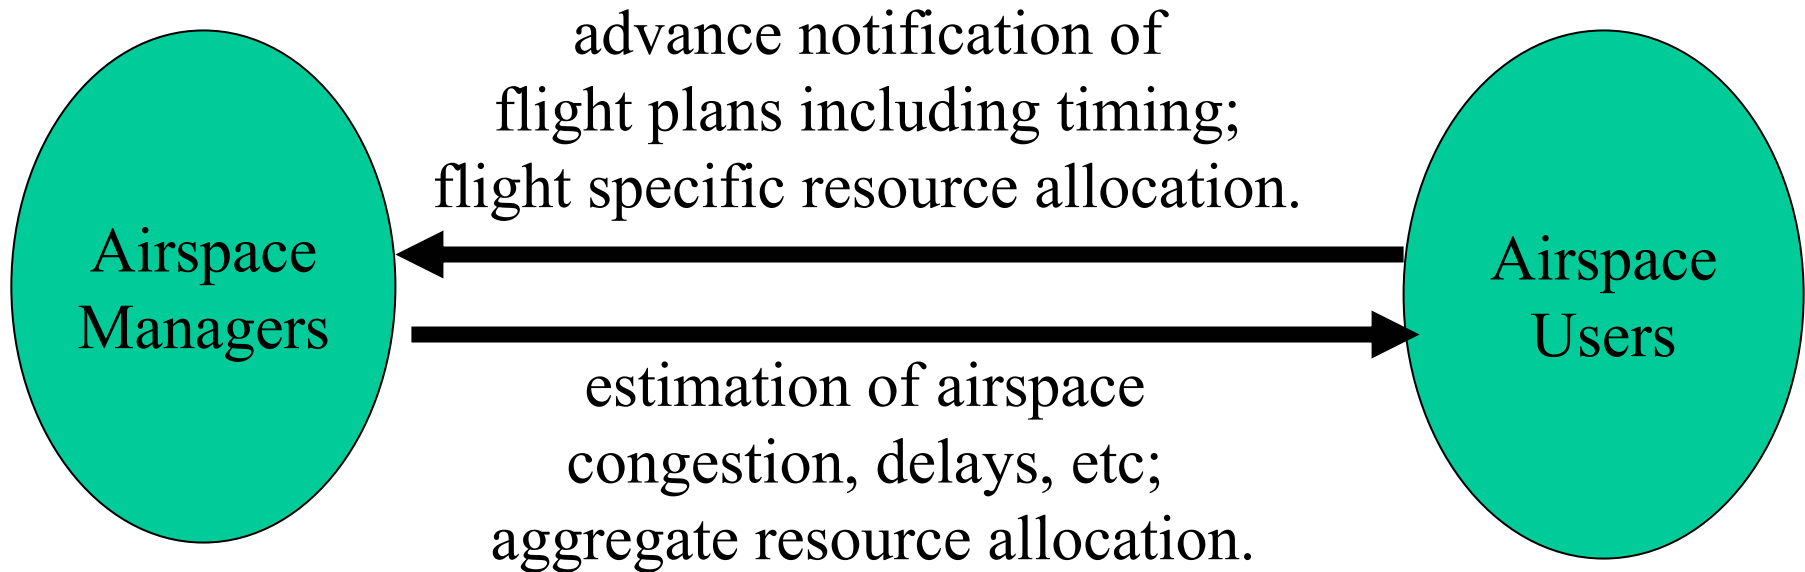 advance notification of
flight plans including timing;
flight specific resource allocation.
Airspace
Managers
Airspace
Users
estimation of airspace
congestion, delays, etc;
aggregate resource allocation.